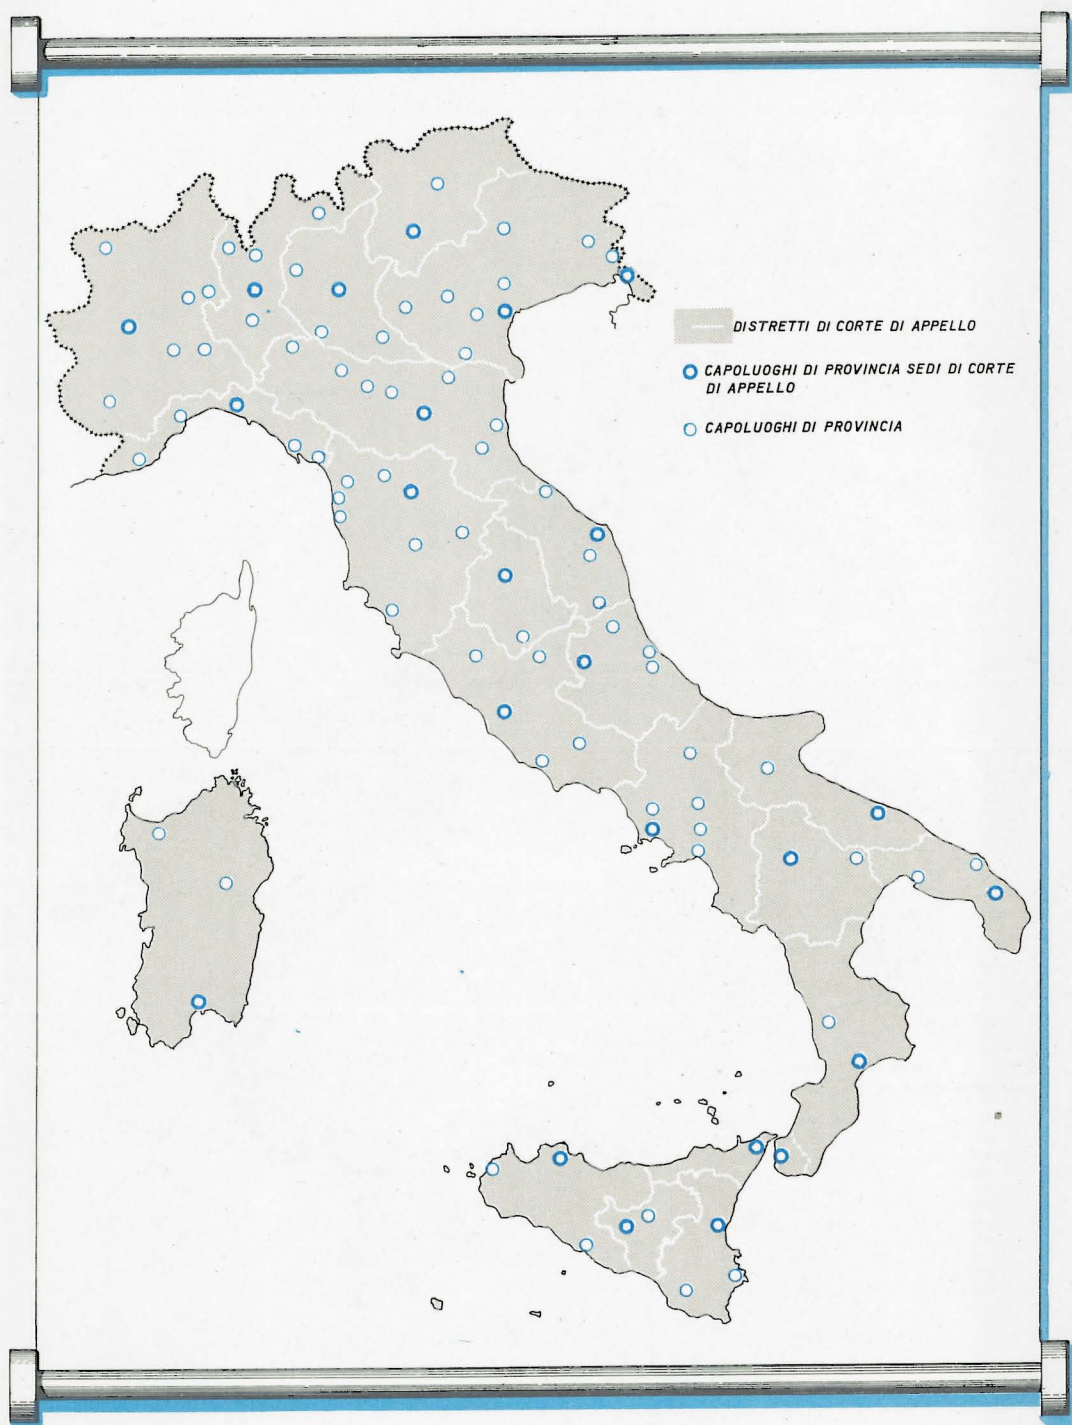 DISTRETTI DI CORTE DI APPELLO
CAPOLUOGHI DI PROVINCIA SEDI DI CORTE
DI APPELLO
CAPOLUOGHI DI PROVINCIA